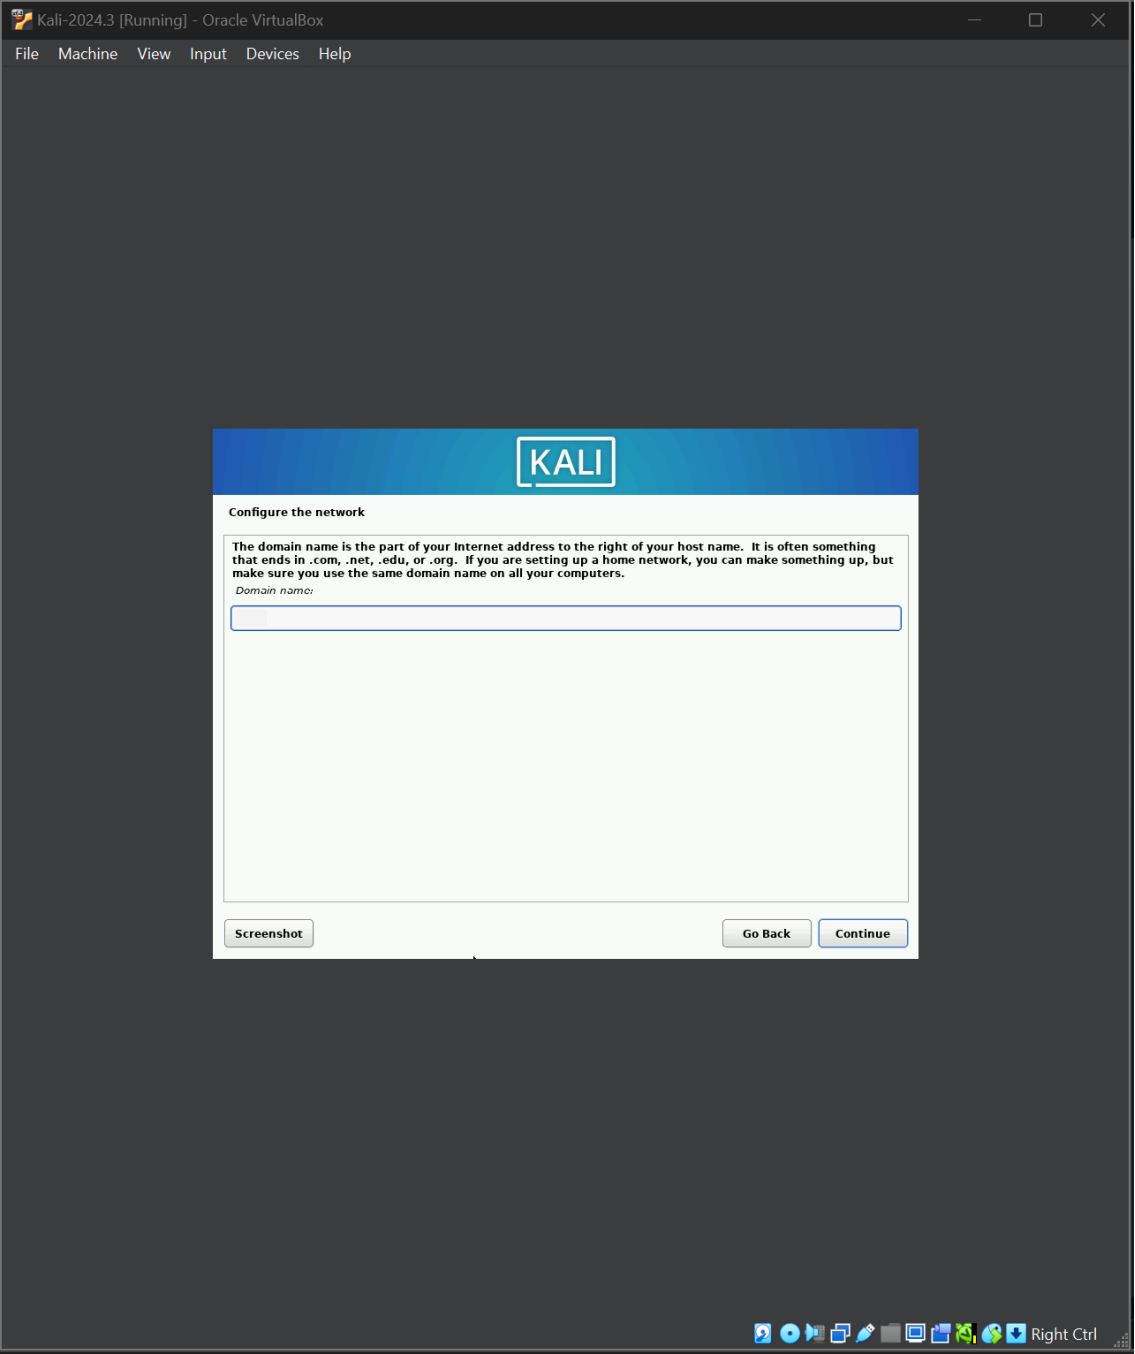 Kali-2024.3 [Running] - Oracle VirtualBox
File Machine View Input Devices Help
KALI
Configure the network
The domain name is the part of your Internet address to the right of your host name.  It is often something
that ends in .com, .net, .edu, or .org.  If you are setting up a home network, you can make something up, but
make sure you use the same domain name on all your computers.
Domain name:
Screenshot
Go Back
Continue
Right Ctrl